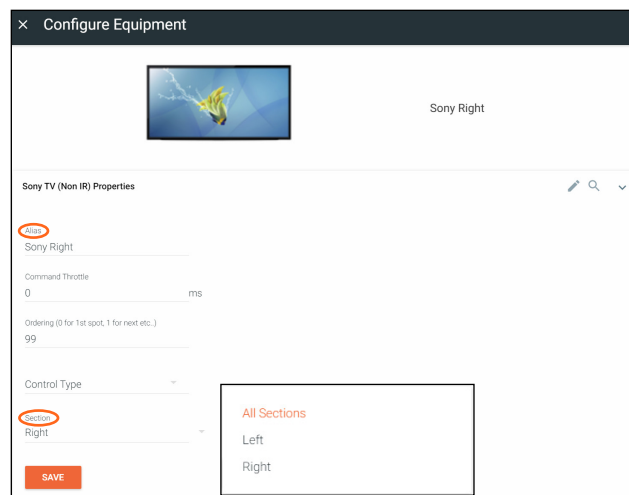 × Configure Equipment
Sony Right
Sony TV (Non IR) Properties
Alias
Sony Right
Command Throttle
0 ms
Ordering (0 for 1st spot, 1 for next etc..)
99
Control Type
Section
Right
SAVE
All Sections
Left
Right